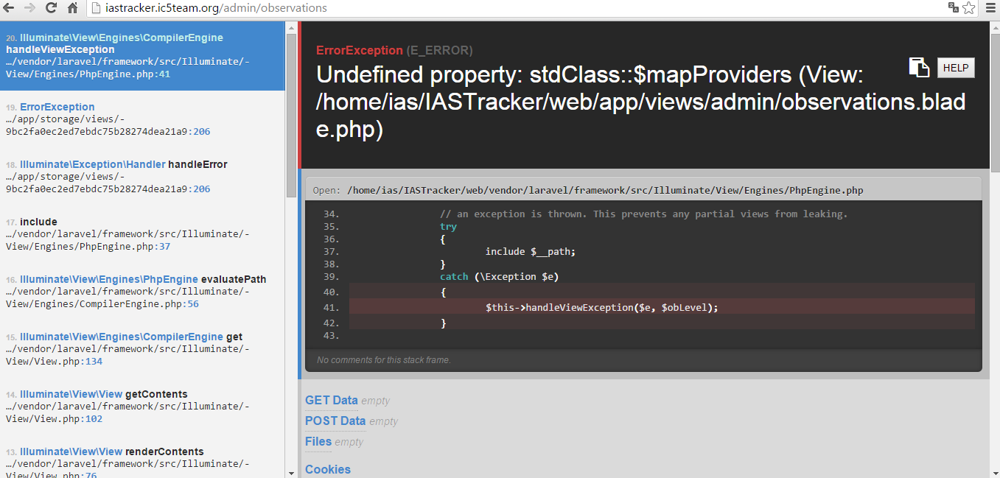 iastracker.ic5team.org/admin/observations
20. Illuminate\View\Engines\CompilerEngine
handleViewException
…/vendor/laravel/framework/src/Illuminate/-
View/Engines/PhpEngine.php:41
19. ErrorException
…/app/storage/views/-
9bc2fa0ec2ed7ebdc75b28274dea21a9:206
18. Illuminate\Exception\Handler handleError
…/app/storage/views/-
9bc2fa0ec2ed7ebdc75b28274dea21a9:206
17. include
…/vendor/laravel/framework/src/Illuminate/-
View/Engines/PhpEngine.php:37
16. Illuminate\View\Engines\PhpEngine evaluatePath
…/vendor/laravel/framework/src/Illuminate/-
View/Engines/CompilerEngine.php:56
15. Illuminate\View\Engines\CompilerEngine get
…/vendor/laravel/framework/src/Illuminate/-
View/View.php:134
14. Illuminate\View\View getContents
…/vendor/laravel/framework/src/Illuminate/-
View/View.php:102
13. Illuminate\View\View renderContents
…/vendor/laravel/framework/src/Illuminate/-
View/View.php:76
ErrorException (E_ERROR)
Undefined property: stdClass::$mapProviders (View:
/home/ias/IASTracker/web/app/views/admin/observations.blad
e.php)
HELP
Open: /home/ias/IASTracker/web/vendor/laravel/framework/src/Illuminate/View/Engines/PhpEngine.php
34. // an exception is thrown. This prevents any partial views from leaking.
35. try
36. {
37. include $__path;
38. }
39. catch (\Exception $e)
40. {
41. $this->handleViewException($e, $obLevel);
42. }
43.
No comments for this stack frame.
GET Data empty
POST Data empty
Files empty
Cookies